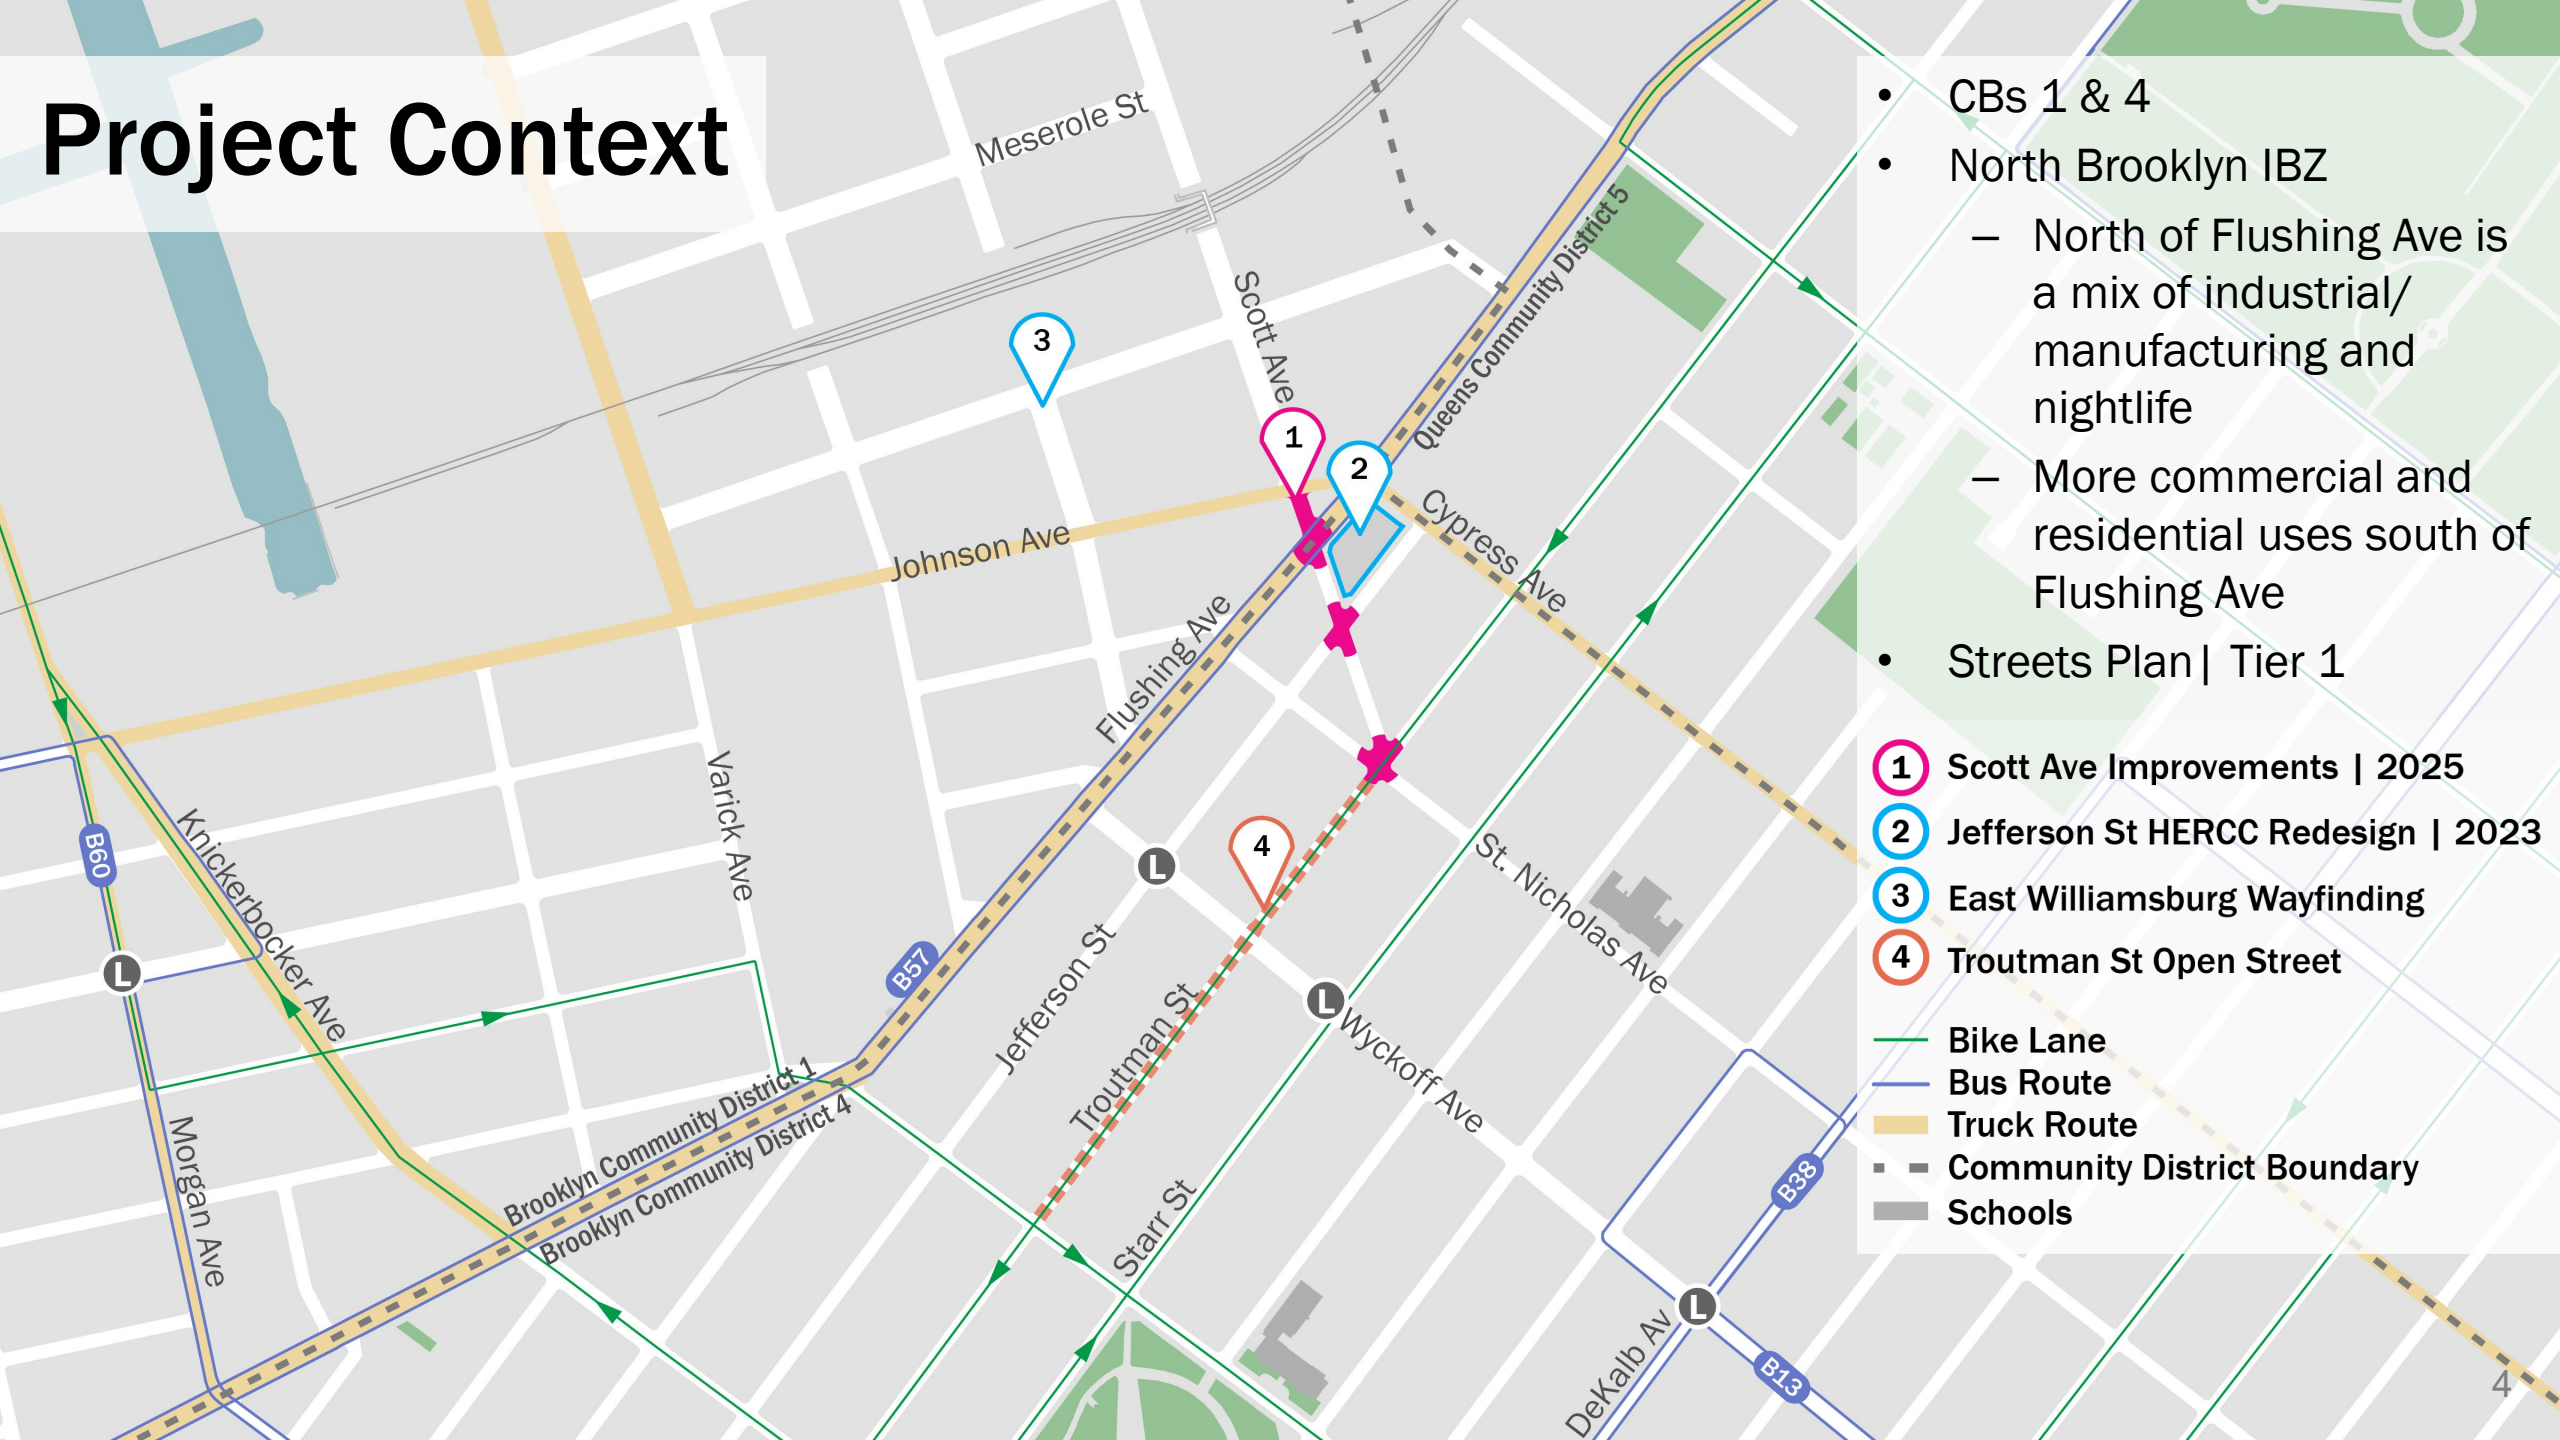 Project Context
• CBs 1 & 4
• North Brooklyn IBZ
– North of Flushing Ave is
a mix of industrial/
manufacturing and
nightlife
– More commercial and
residential uses south of
Flushing Ave
• Streets Plan| Tier 1
1 Scott Ave Improvements | 2025
2 Jefferson St HERCC Redesign | 2023
3 East Williamsburg Wayfinding
4 Troutman St Open Street
Bike Lane
Bus Route
Truck Route
Community District Boundary
Schools
Meserole St
Scott Ave
Queens Community District 5
3
1
2
Cypress Ave
Johnson Ave
Flushing Ave
Varick Ave
Knickerbocker Ave
B60
L
L
4
St. Nicholas Ave
B57
Jefferson St
Troutman St
L
Wyckoff Ave
Brooklyn Community District 1
Brooklyn Community District 4
Morgan Ave
Starr St
B38
L
DeKalb Av
B13
4